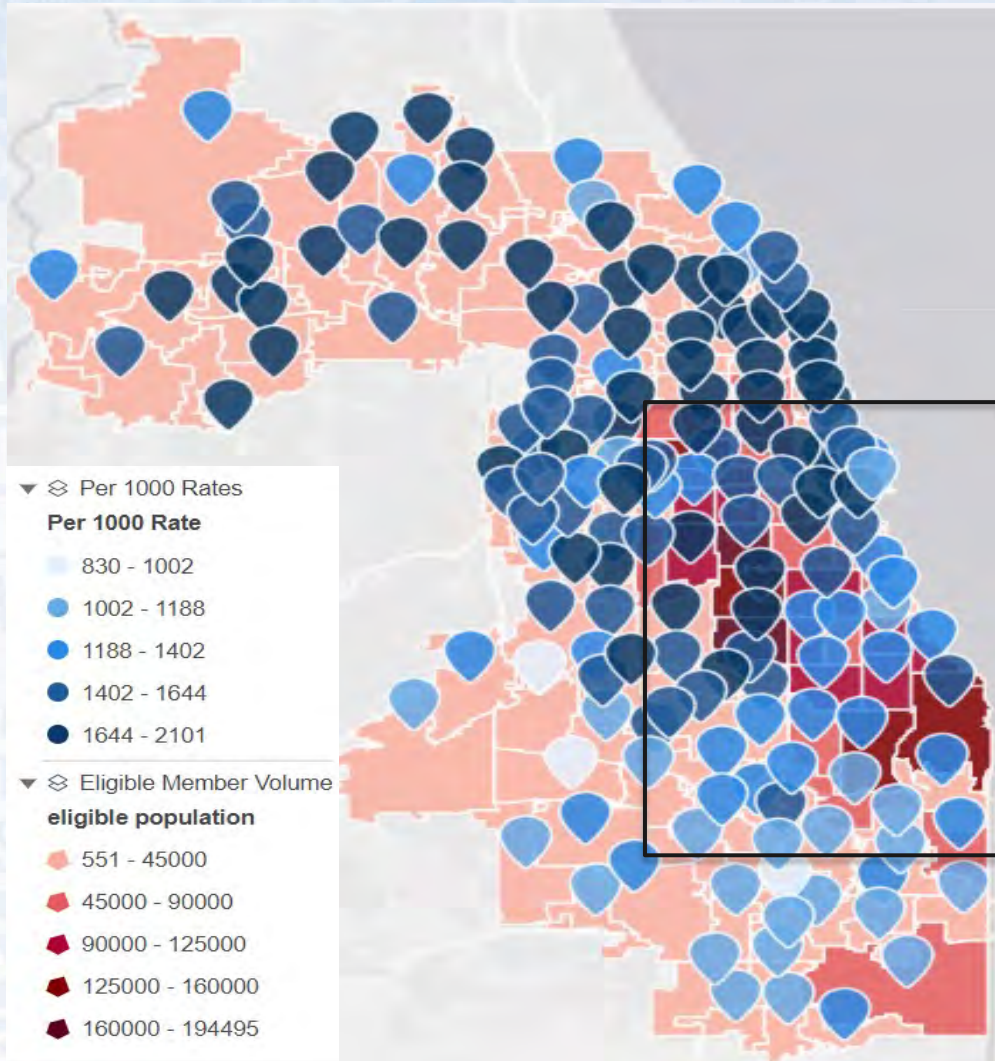 Per 1000 Rates
Per 1000 Rate
830 - 1002
1002 - 1188
1188 - 1402
1402 - 1644
1644 - 2101
Eligible Member Volume
eligible population
551 - 45000
45000 - 90000
90000 - 125000
125000 - 160000
160000 - 194495